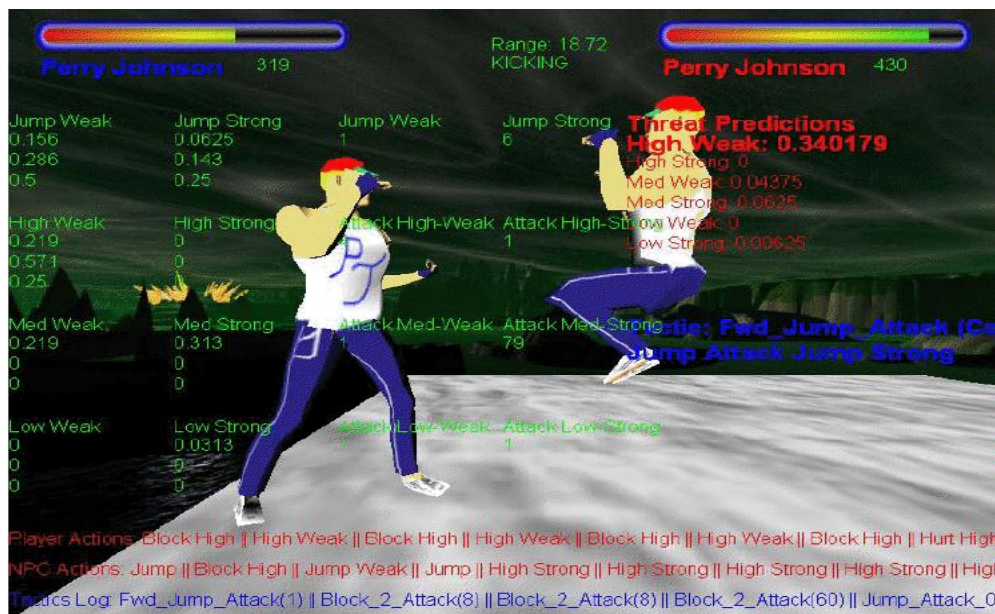 Range: 18.72
KICKING
Perry Johnson 319
Perry Johnson 430
Jump Weak Jump Strong Jump Weak Jump Strong
0.156 0.0625 1 6
0.286 0.143
0.5 0.25
Threat Predictions
High Weak: 0.340179
High Strong: 0
Med Weak: 0.04375
Med Strong: 0.0625
Low Weak: 0
Low Strong: 0.00625
High Weak High Strong Attack High-Weak Attack High-Strong
0.219 0 1
0.571 0
0.25 0
Med Weak Med Strong Attack Med-Weak Attack Med-Strong
0.219 0.313 1 79
0 0
0 0
Tactic: Fwd_Jump_Attack (Co
Jump Attack Jump Strong
Low Weak Low Strong Attack Low-Weak Attack Low-Strong
0 0.0313 1 1
0 0
0 0
Player Actions: Block High || High Weak || Block High || High Weak || Block High || High Weak || Block High || Hurt High
NPC Actions: Jump || Block High || Jump Weak || Jump || High Strong || High Strong || High Strong || High Strong || High
Tactics Log: Fwd_Jump_Attack(1) || Block_2_Attack(8) || Block_2_Attack(8) || Block_2_Attack(60) || Jump_Attack_0